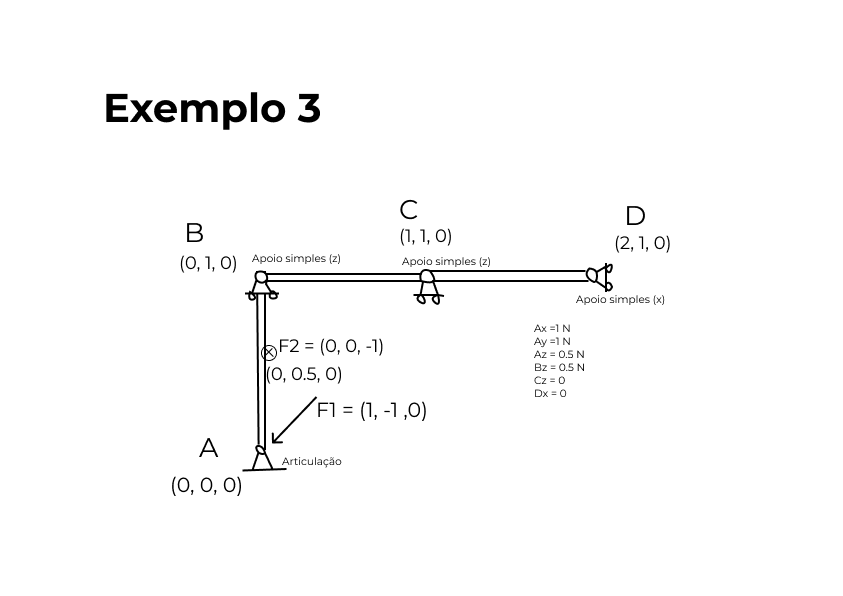 Exemplo 3
C
(1, 1, 0)
D
(2, 1, 0)
B
(0, 1, 0)
Apoio simples (z)
Apoio simples (z)
Apoio simples (x)
Ax =1 N
Ay =1 N
Az = 0.5 N
Bz = 0.5 N
Cz = 0
Dx = 0
F2 = (0, 0, -1)
(0, 0.5, 0)
F1 = (1, -1 ,0)
A
Articulação
(0, 0, 0)